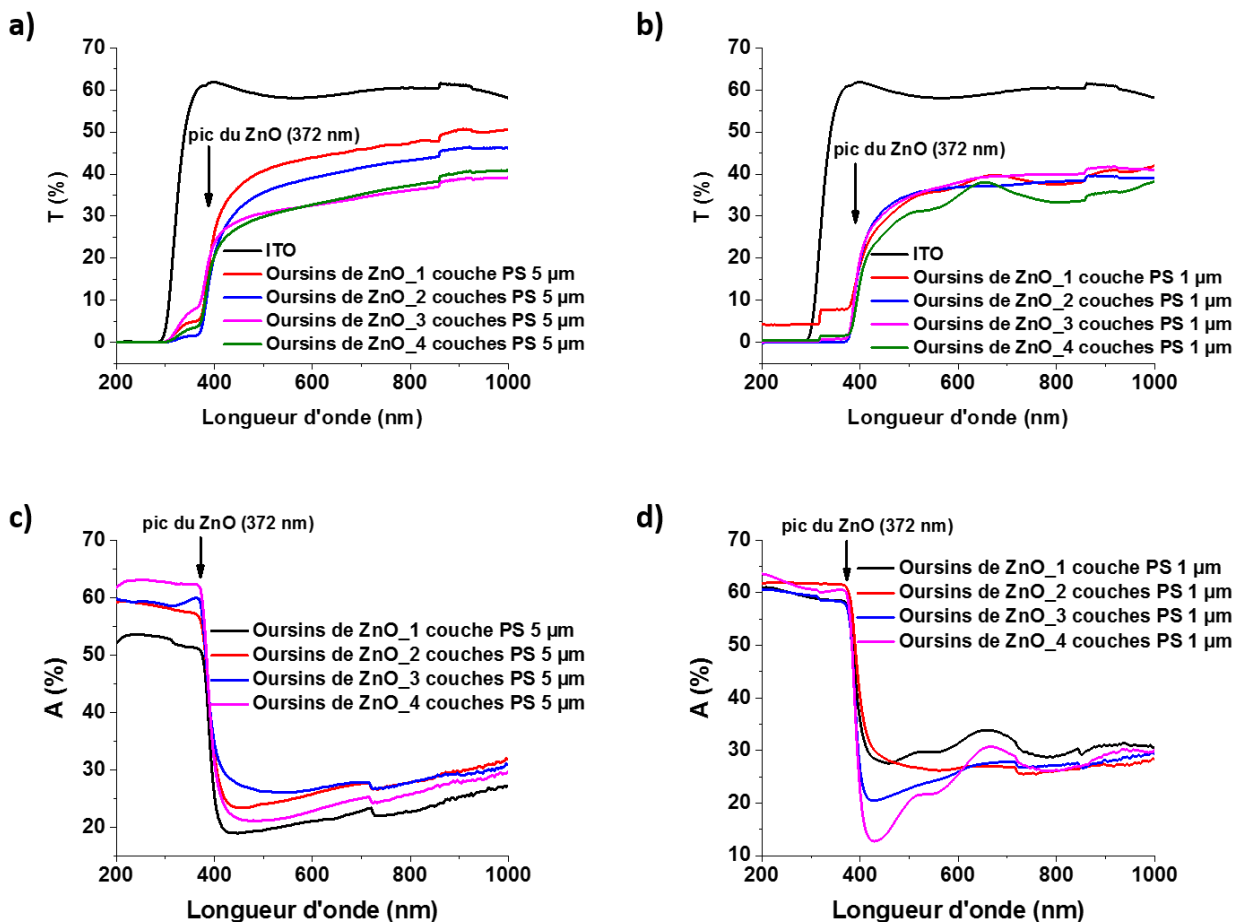 a)
70
60
50
40
30
20
10
0
T (%)
pic du ZnO (372 nm)
ITO
Oursins de ZnO_1 couche PS 5 µm
Oursins de ZnO_2 couches PS 5 µm
Oursins de ZnO_3 couches PS 5 µm
Oursins de ZnO_4 couches PS 5 µm
200 400 600 800 1000
Longueur d'onde (nm)
b)
70
60
50
40
30
20
10
0
T (%)
pic du ZnO (372 nm)
ITO
Oursins de ZnO_1 couche PS 1 µm
Oursins de ZnO_2 couches PS 1 µm
Oursins de ZnO_3 couches PS 1 µm
Oursins de ZnO_4 couches PS 1 µm
200 400 600 800 1000
Longueur d'onde (nm)
c)
pic du ZnO (372 nm)
70
60
50
40
30
20
A (%)
Oursins de ZnO_1 couche PS 5 µm
Oursins de ZnO_2 couches PS 5 µm
Oursins de ZnO_3 couches PS 5 µm
Oursins de ZnO_4 couches PS 5 µm
200 400 600 800 1000
Longueur d'onde (nm)
d)
pic du ZnO (372 nm)
70
60
50
40
30
20
10
A (%)
Oursins de ZnO_1 couche PS 1 µm
Oursins de ZnO_2 couches PS 1 µm
Oursins de ZnO_3 couches PS 1 µm
Oursins de ZnO_4 couches PS 1 µm
200 400 600 800 1000
Longueur d'onde (nm)